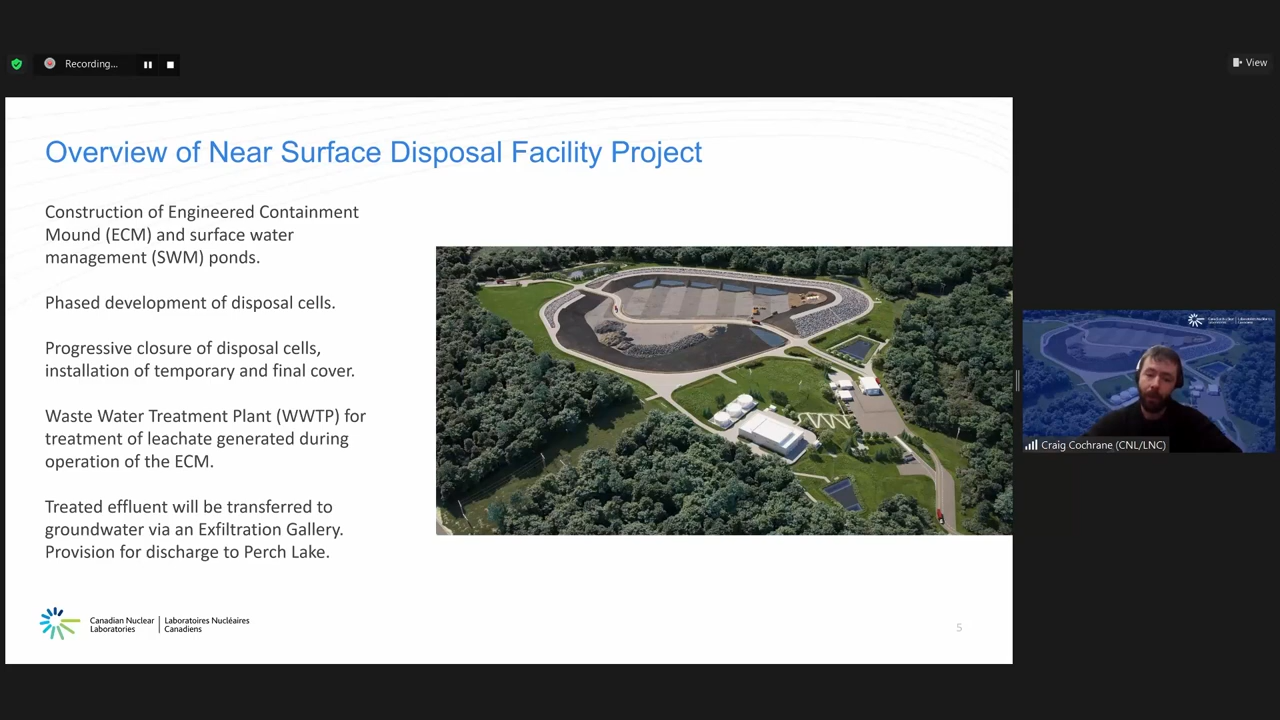 Recording...
View
Overview of Near Surface Disposal Facility Project
Construction of Engineered Containment
Mound (ECM) and surface water
management (SWM) ponds.
Phased development of disposal cells.
Progressive closure of disposal cells,
installation of temporary and final cover.
Waste Water Treatment Plant (WWTP) for
treatment of leachate generated during
operation of the ECM.
Treated effluent will be transferred to
groundwater via an Exfiltration Gallery.
Provision for discharge to Perch Lake.
Canadian Nuclear
Laboratories
Laboratoires Nucléaires
Canadiens
5
Craig Cochrane (CNL/LNC)